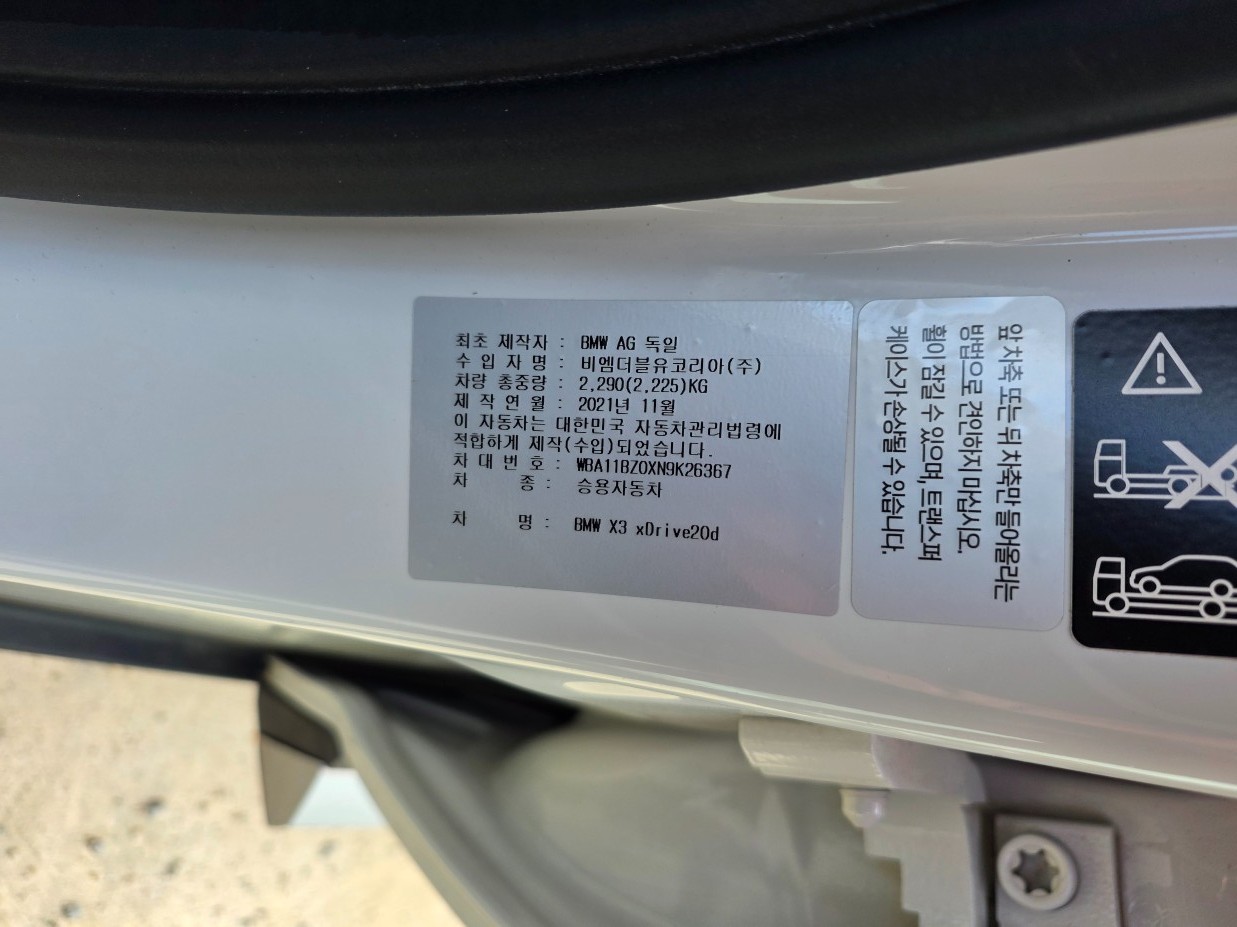 최초 제작자 : BMW AG 독일
수 입 자 명 : 비엠더블유코리아(주)
차량 총중량 : 2,290(2,225)KG
제 작 연 월 : 2021년 11월
이 자동차는 대한민국 자동차관리법령에
적합하게 제작(수입)되었습니다.
차 대 번 호 : WBA11BZ0XN9K26367
차 종 : 승용자동차
차 명 : BMW X3 xDrive20d
앞 차축 또는 뒤 차축만 들어올리는
방법으로 견인하지 마십시오.
휠이 잠길 수 있으며, 트랜스퍼
케이스가 손상될 수 있습니다.